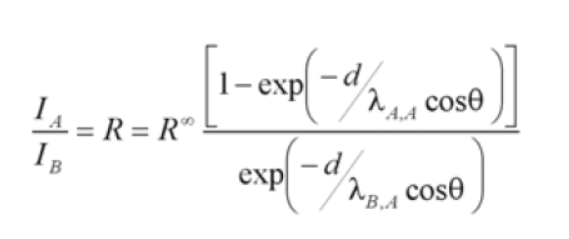 I_A/I_B = R = R^∞ [1 − exp(−d/λ_{A,A} cosθ)] / exp(−d/λ_{B,A} cosθ)